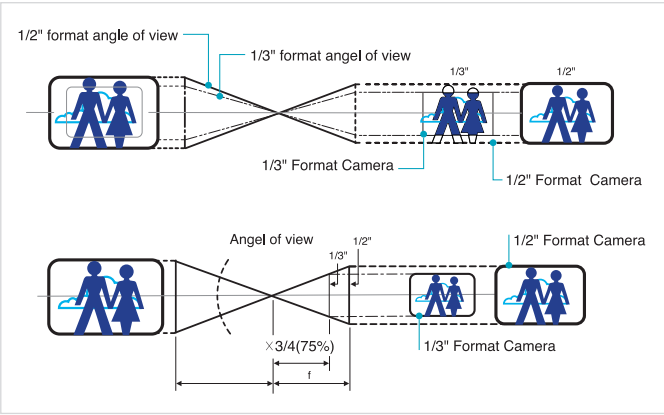 1/2" format angle of view
1/3" format angel of view
1/3"
1/2"
1/3" Format Camera
1/2" Format Camera
Angel of view
1/2"
1/3"
1/2" Format Camera
×3/4(75%)
1/3" Format Camera
f